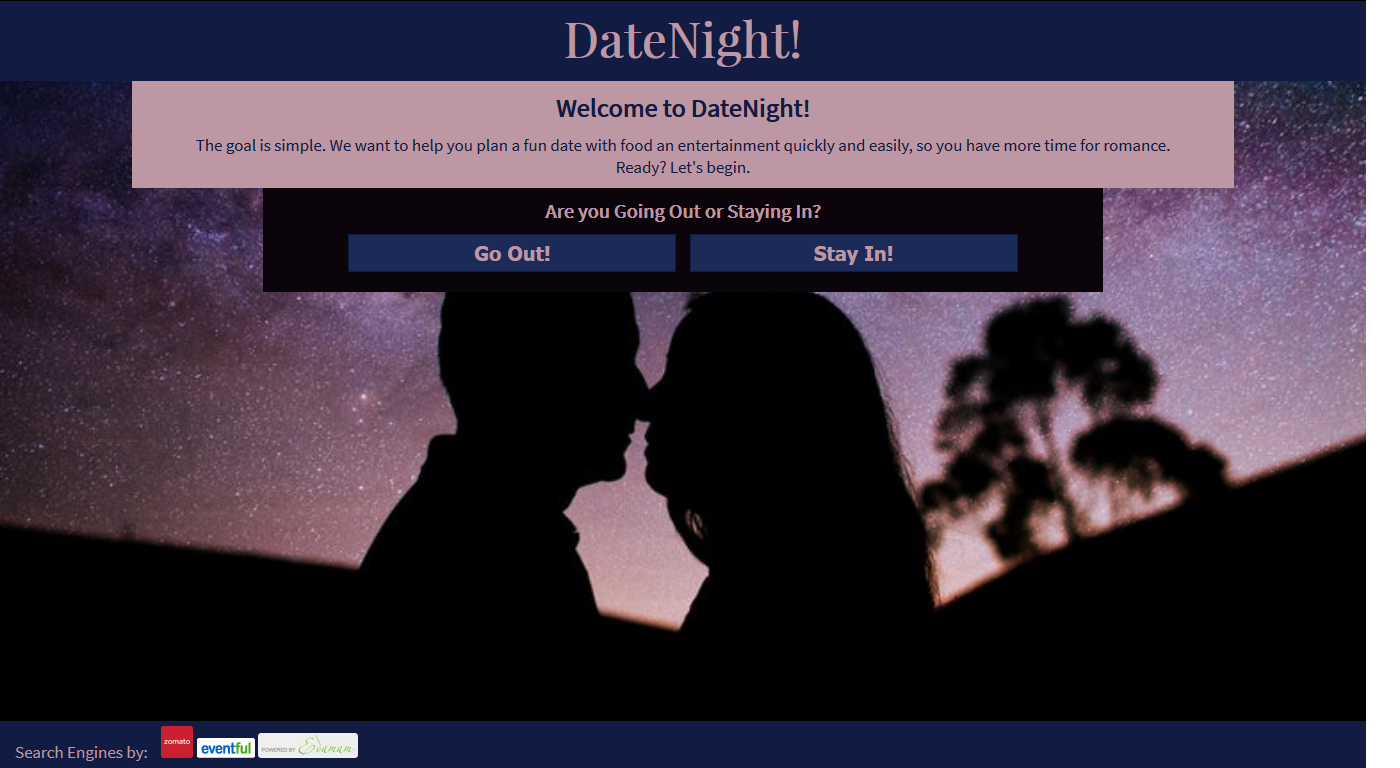 DateNight!
Welcome to DateNight!
The goal is simple. We want to help you plan a fun date with food an entertainment quickly and easily, so you have more time for romance.
Ready? Let's begin.
Are you Going Out or Staying In?
Go Out! Stay In!
Search Engines by: zomato eventful POWERED BY Edamam